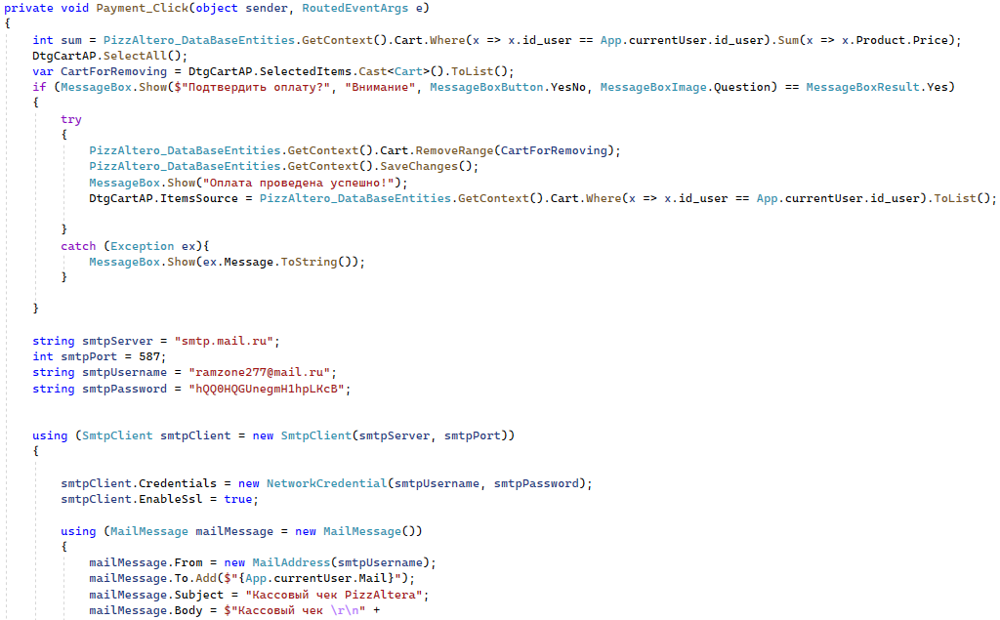 private void Payment_Click(object sender, RoutedEventArgs e)
{
int sum = PizzAltero_DataBaseEntities.GetContext().Cart.Where(x => x.id_user == App.currentUser.id_user).Sum(x => x.Product.Price);
DtgCartAP.SelectAll();
var CartForRemoving = DtgCartAP.SelectedItems.Cast<Cart>().ToList();
if (MessageBox.Show($"Подтвердить оплату?", "Внимание", MessageBoxButton.YesNo, MessageBoxImage.Question) == MessageBoxResult.Yes)
{
try
{
PizzAltero_DataBaseEntities.GetContext().Cart.RemoveRange(CartForRemoving);
PizzAltero_DataBaseEntities.GetContext().SaveChanges();
MessageBox.Show("Оплата проведена успешно!");
DtgCartAP.ItemsSource = PizzAltero_DataBaseEntities.GetContext().Cart.Where(x => x.id_user == App.currentUser.id_user).ToList();
}
catch (Exception ex){
MessageBox.Show(ex.Message.ToString());
}
}
string smtpServer = "smtp.mail.ru";
int smtpPort = 587;
string smtpUsername = "ramzone277@mail.ru";
string smtpPassword = "hQQ0HQGUnegmH1hpLKcB";
using (SmtpClient smtpClient = new SmtpClient(smtpServer, smtpPort))
{
smtpClient.Credentials = new NetworkCredential(smtpUsername, smtpPassword);
smtpClient.EnableSsl = true;
using (MailMessage mailMessage = new MailMessage())
{
mailMessage.From = new MailAddress(smtpUsername);
mailMessage.To.Add($"{App.currentUser.Mail}");
mailMessage.Subject = "Кассовый чек PizzAltera";
mailMessage.Body = $"Кассовый чек \r\n" +